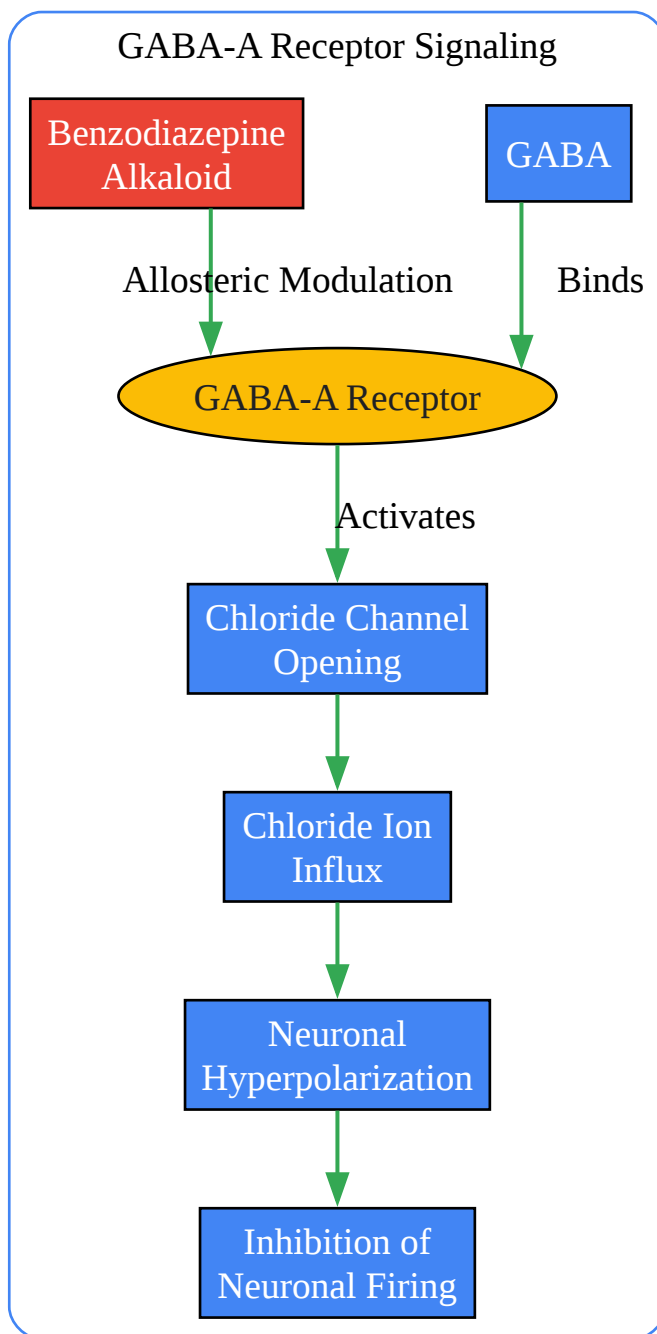 GABA-A Receptor Signaling
Benzodiazepine
Alkaloid
GABA
Allosteric Modulation
Binds
GABA-A Receptor
Activates
Chloride Channel
Opening
Chloride Ion
Influx
Neuronal
Hyperpolarization
Inhibition of
Neuronal Firing